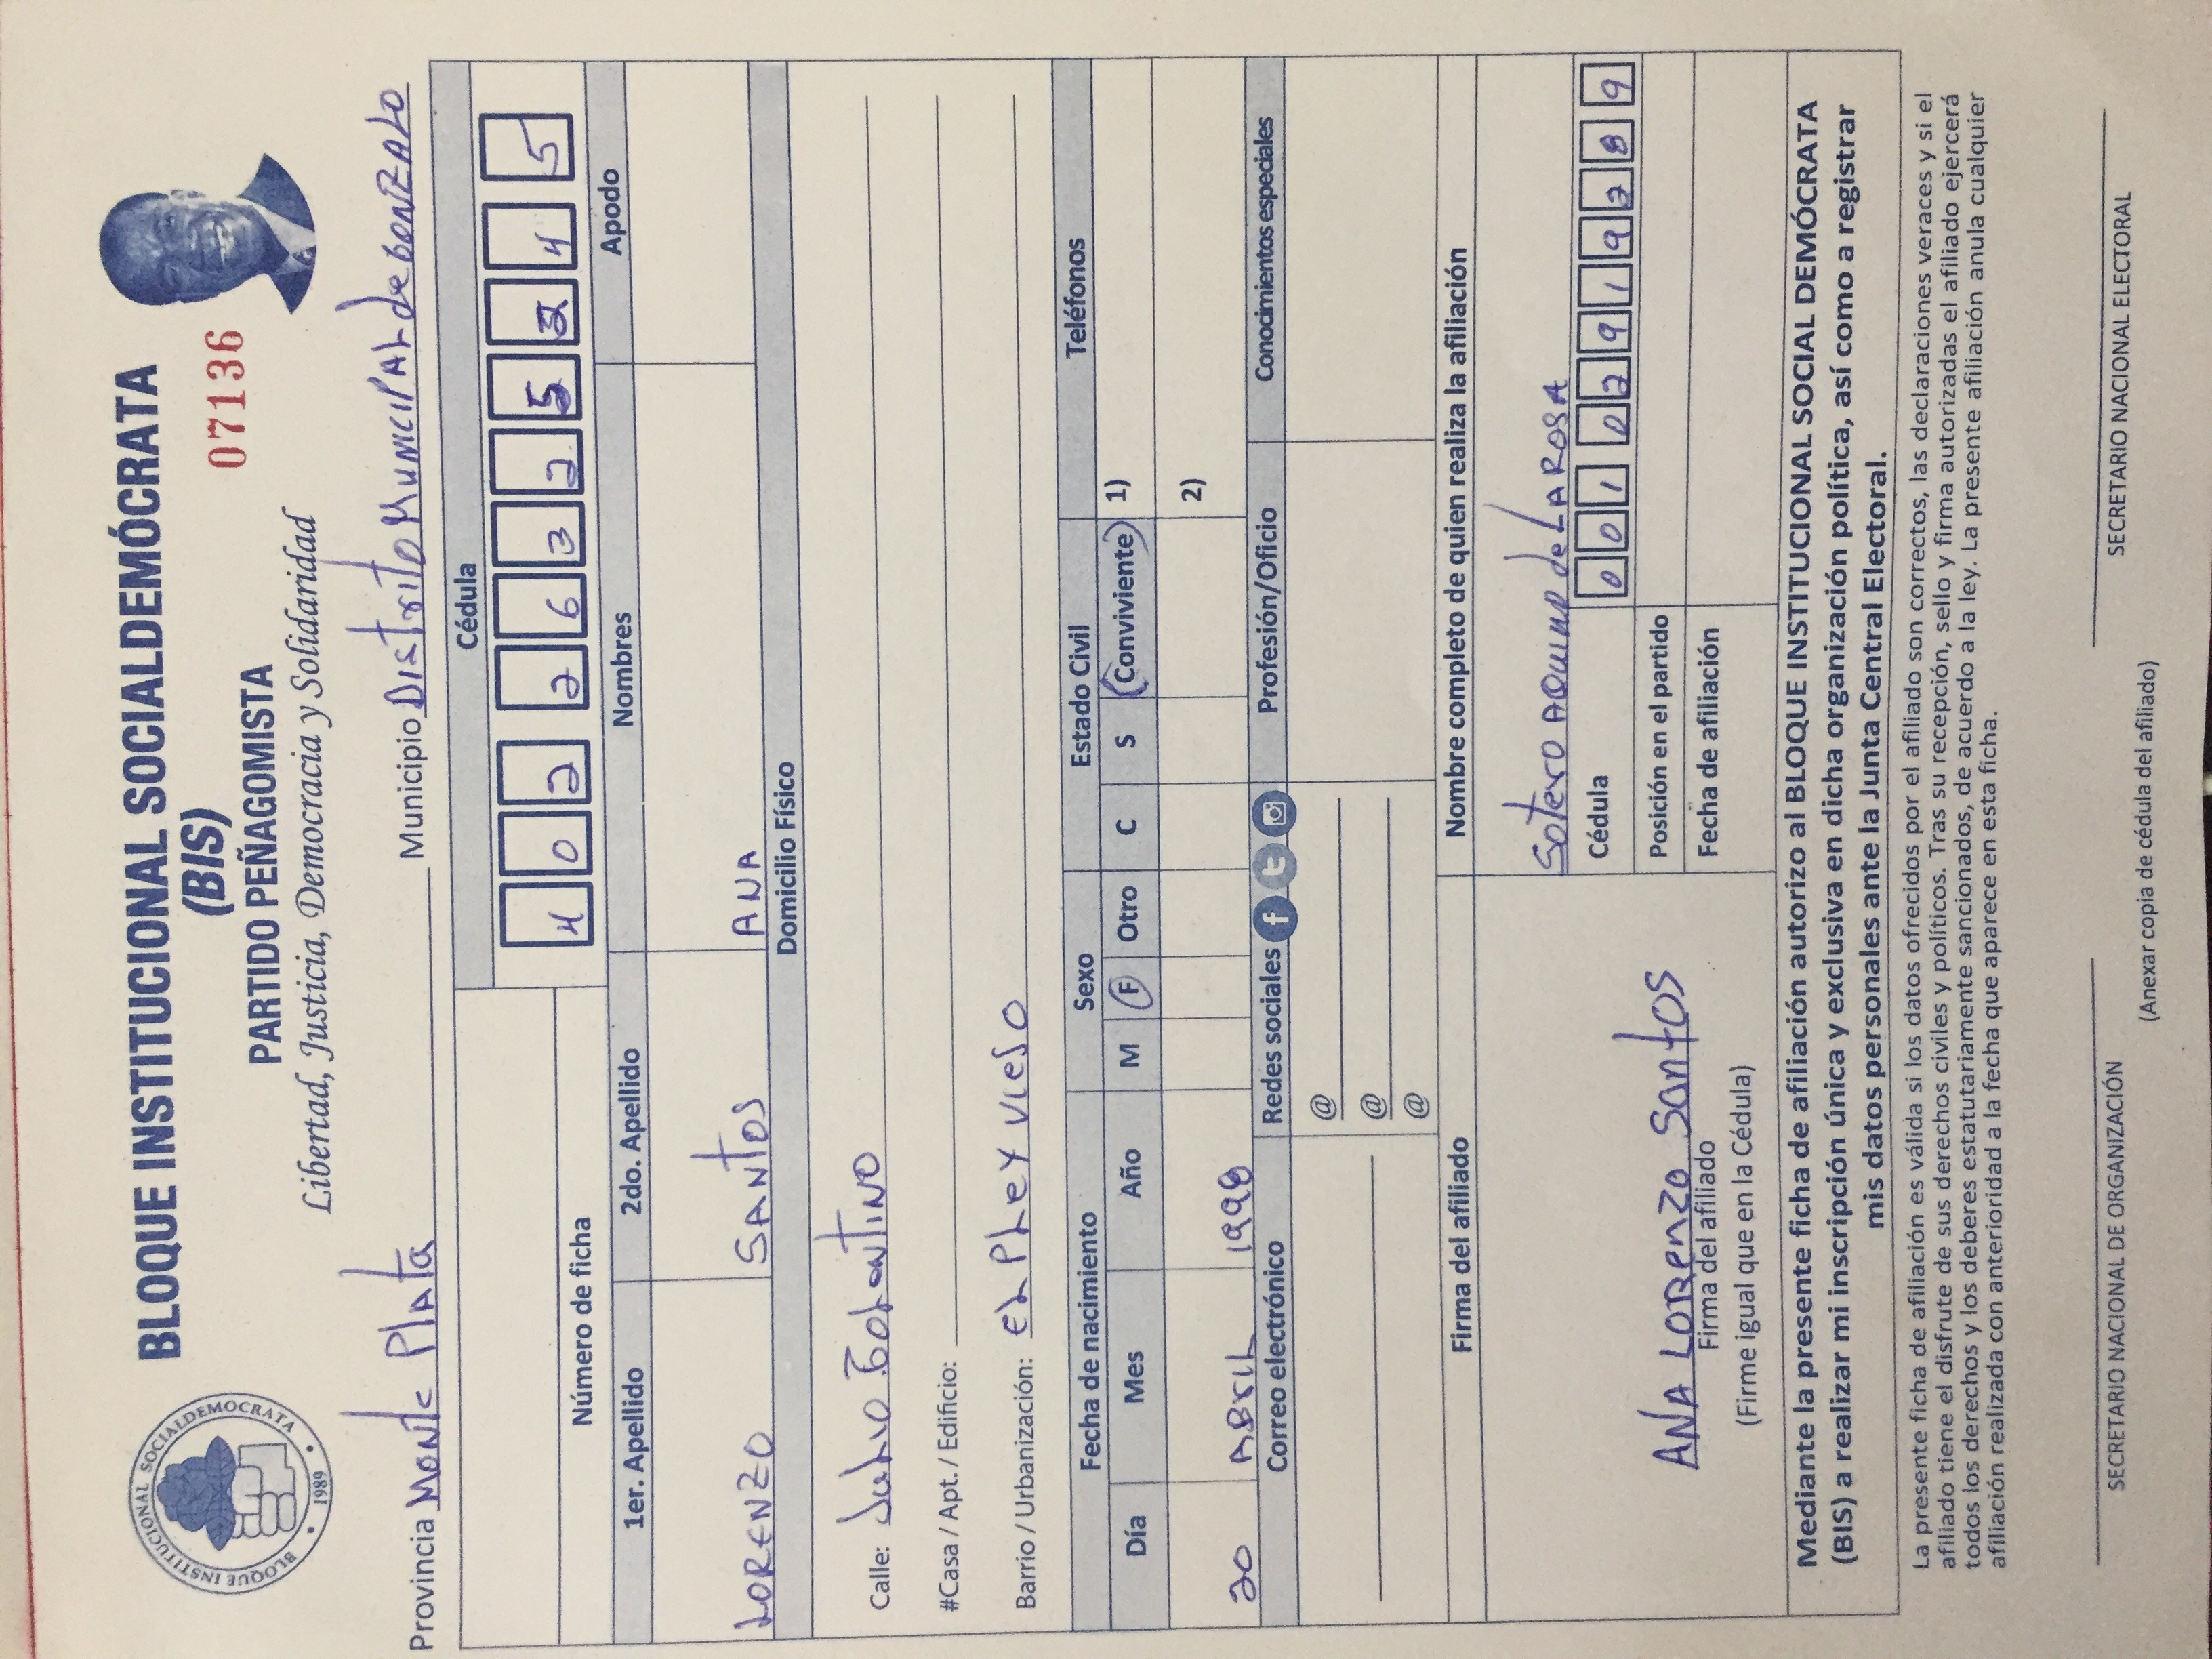 BLOQUE INSTITUCIONAL SOCIALDEMOCRATA
1989
BLOQUE INSTITUCIONAL SOCIALDEMÓCRATA
(BIS)
07136
PARTIDO PEÑAGOMISTA
Libertad, Justicia, Democracia y Solidaridad
Provincia Monte Plata Municipio Distrito Municipal de
Número de ficha
Cédula
4 0 2 2 6 3 2 5 2 4 5
1er. Apellido 2do. Apellido Nombres Apodo
LORENZO SANTOS ANA
Domicilio Físico
Calle:
#Casa / Apt. / Edificio:
Barrio / Urbanización: EL PLEY VIESO
Fecha de nacimiento Sexo Estado Civil Teléfonos
Día Mes Año M F Otro C S Conviviente 1)
20 ABRIL 2)
Correo electrónico Redes sociales Profesión/Oficio Conocimientos especiales
@
@
@
Firma del afiliado Nombre completo de quien realiza la afiliación
Sotero AQuino de LA ROSA
Cédula 0 0 1 0 2 9 1 9 2 8 9
ANA LORENZO Santos
Firma del afiliado
(Firme igual que en la Cédula)
Posición en el partido
Fecha de afiliación
Mediante la presente ficha de afiliación autorizo al BLOQUE INSTITUCIONAL SOCIAL DEMÓCRATA
(BIS) a realizar mi inscripción única y exclusiva en dicha organización política, así como a registrar
mis datos personales ante la Junta Central Electoral.
La presente ficha de afiliación es válida si los datos ofrecidos por el afiliado son correctos, las declaraciones veraces y si el
afiliado tiene el disfrute de sus derechos civiles y políticos. Tras su recepción, sello y firma autorizadas el afiliado ejercerá
todos los derechos y los deberes estatutariamente sancionados, de acuerdo a la ley. La presente afiliación anula cualquier
afiliación realizada con anterioridad a la fecha que aparece en esta ficha.
SECRETARIO NACIONAL DE ORGANIZACIÓN SECRETARIO NACIONAL ELECTORAL
(Anexar copia de cédula del afiliado)